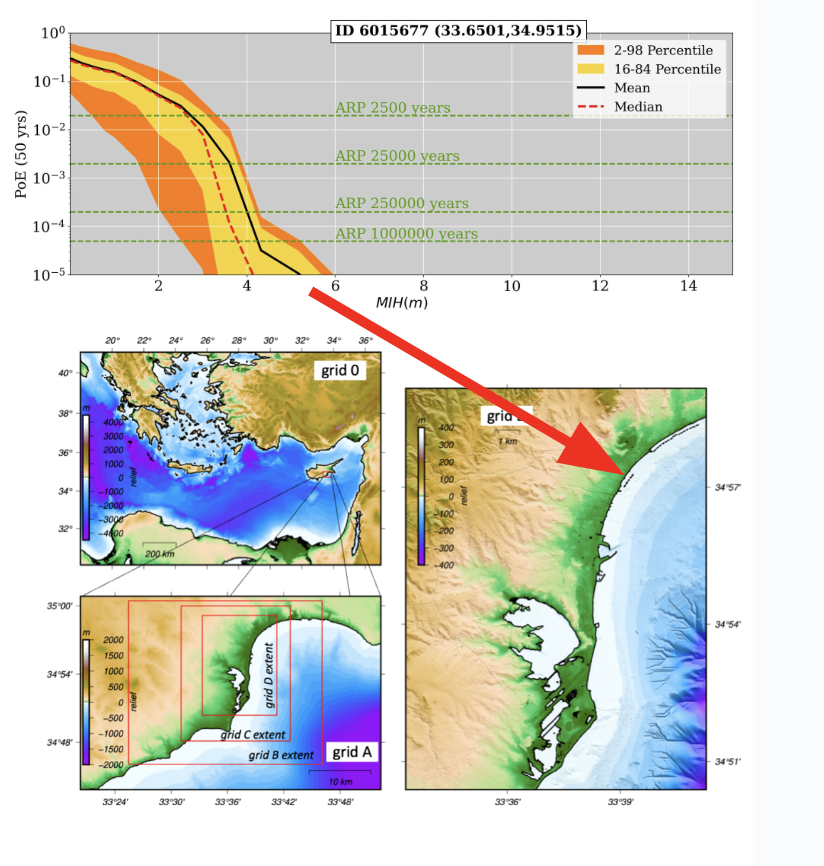 ID 6015677 (33.6501,34.9515)
10⁰
10⁻¹
10⁻²
10⁻³
10⁻⁴
10⁻⁵
PoE (50 yrs)
2-98 Percentile
16-84 Percentile
Mean
Median
ARP 2500 years
ARP 25000 years
ARP 250000 years
ARP 1000000 years
2 4 6 8 10 12 14
MIH(m)
20° 22° 24° 26° 28° 30° 32° 34° 36°
grid 0
40°
38°
36°
34°
32°
m
4000
3000
2000
1000
0
−1000
−2000
−3000
−4000
relief
200 km
grid
1 km
m
400
300
200
100
0
−100
−200
−300
−400
relief
34°57'
34°54'
34°51'
33°36' 33°39'
35°00'
34°54'
34°48'
m
2000
1500
1000
500
0
−500
−1000
−1500
−2000
relief
grid D extent
grid C extent
grid B extent
grid A
10 km
33°24' 33°30' 33°36' 33°42' 33°48'